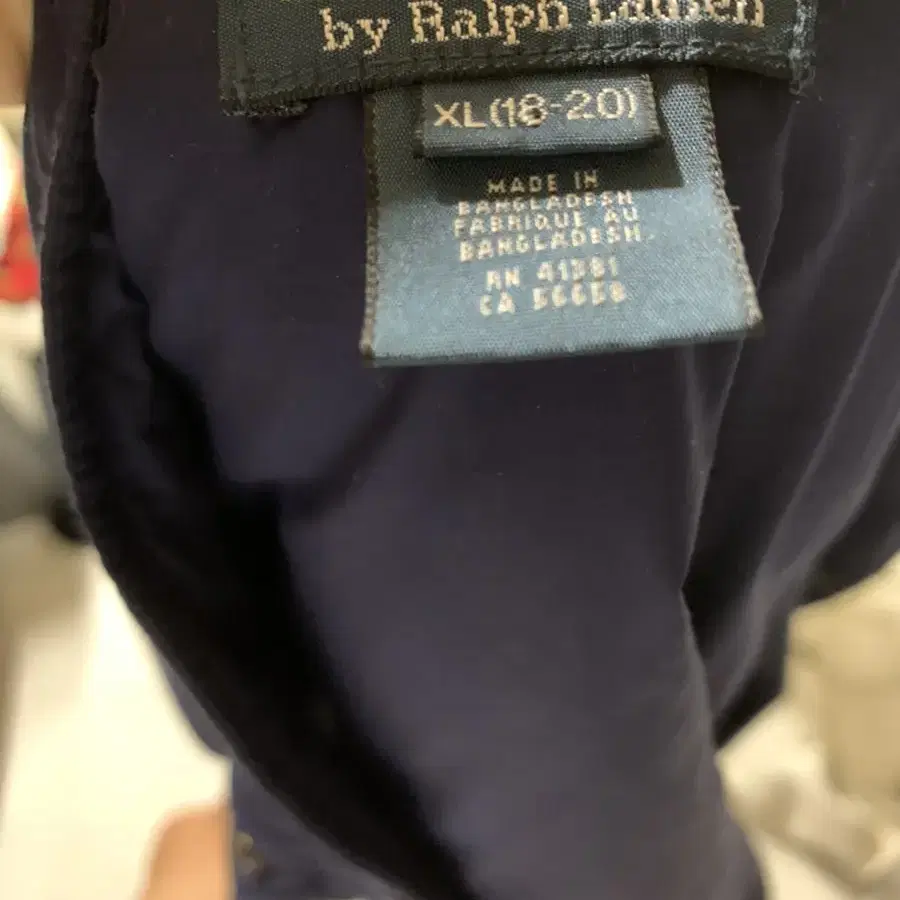 by Ralph Lauren
XL(18-20)
MADE IN
BANGLADESH
FABRIQUE AU
BANGLADESH
RN 41381
CA 56658